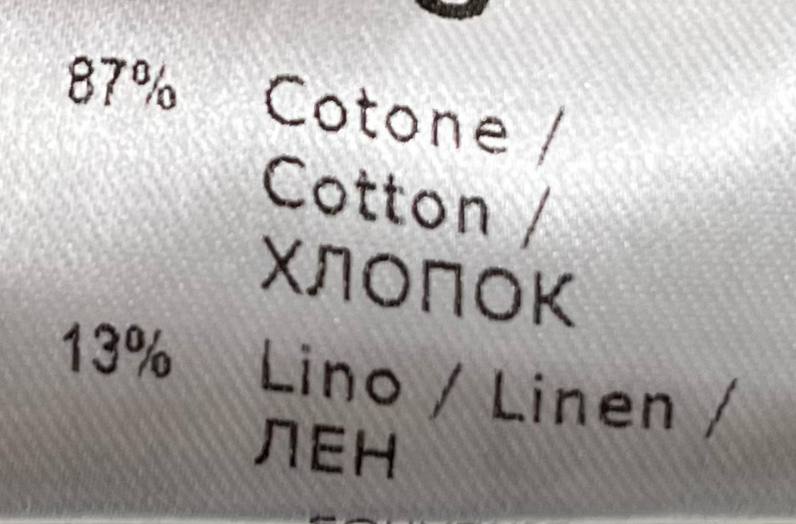 87% Cotone /
Cotton /
ХЛОПОК
13% Lino / Linen /
ЛЕН